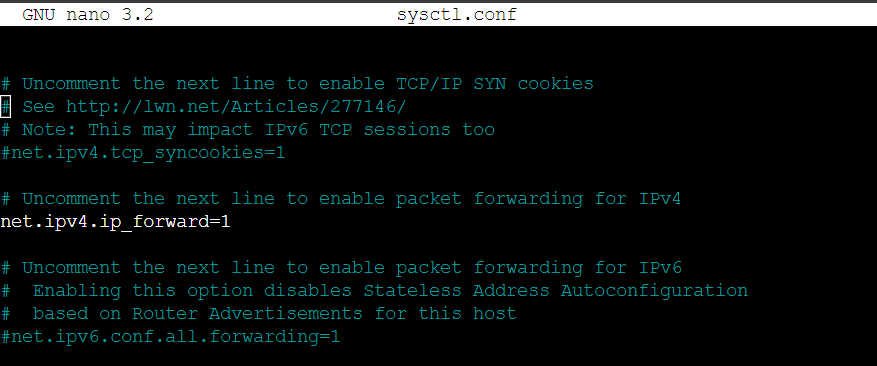 GNU nano 3.2 sysctl.conf
# Uncomment the next line to enable TCP/IP SYN cookies
# See http://lwn.net/Articles/277146/
# Note: This may impact IPv6 TCP sessions too
#net.ipv4.tcp_syncookies=1
# Uncomment the next line to enable packet forwarding for IPv4
net.ipv4.ip_forward=1
# Uncomment the next line to enable packet forwarding for IPv6
#  Enabling this option disables Stateless Address Autoconfiguration
#  based on Router Advertisements for this host
#net.ipv6.conf.all.forwarding=1